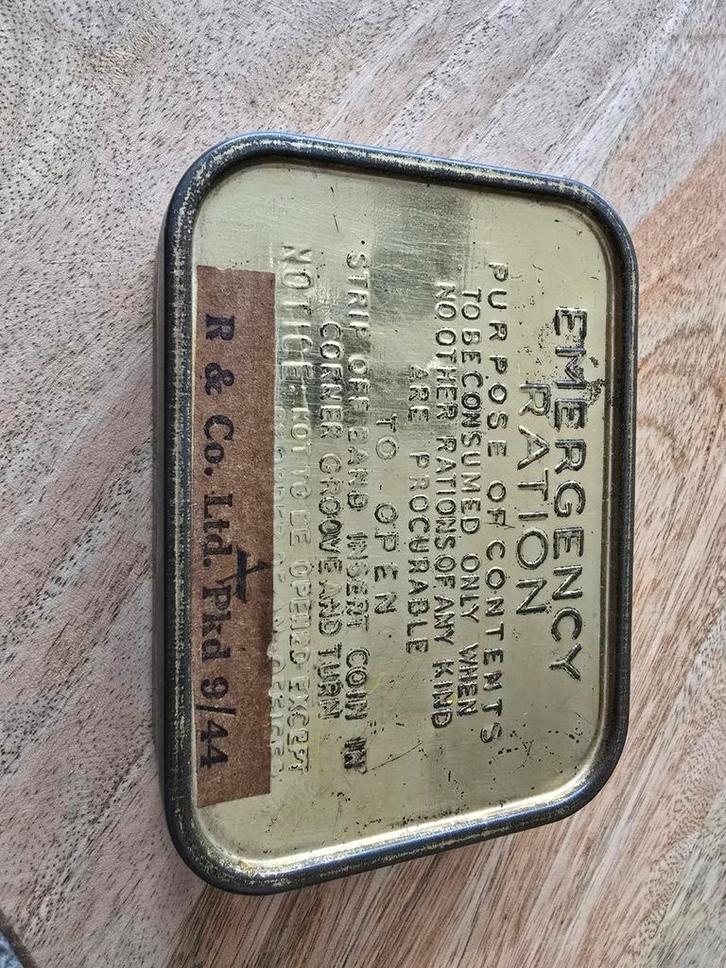 EMERGENCY
RATION
PURPOSE OF CONTENTS
TO BE CONSUMED ONLY WHEN
NO OTHER RATIONS OF ANY KIND
ARE PROCURABLE
TO OPEN
STRIP OFF BAND INSERT COIN IN
CORNER GROOVE AND TURN
NOTICE. NOT TO BE OPENED EXCEPT
R & Co. Ltd. Pkd 9/44